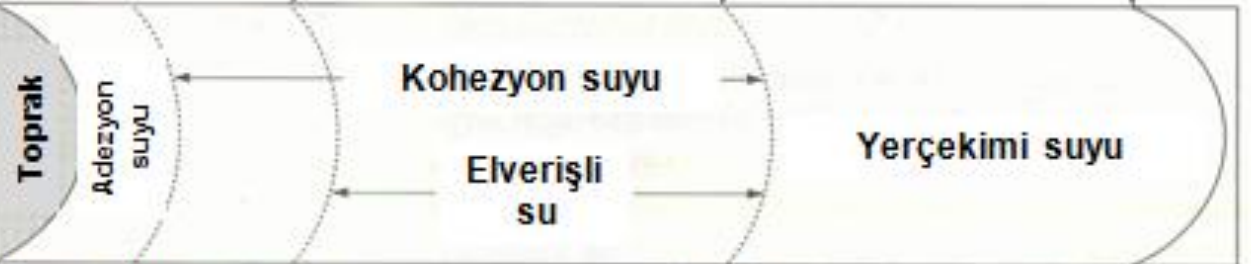 Toprak
Adezyon
suyu
Kohezyon suyu
Elverişli
su
Yerçekimi suyu